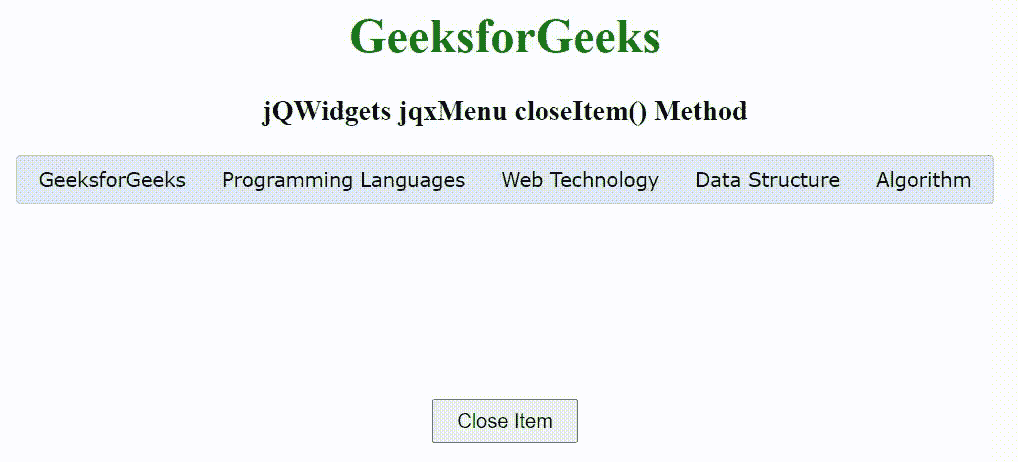 GeeksforGeeks
jQWidgets jqxMenu closeItem() Method
GeeksforGeeks Programming Languages Web Technology Data Structure Algorithm
Close Item